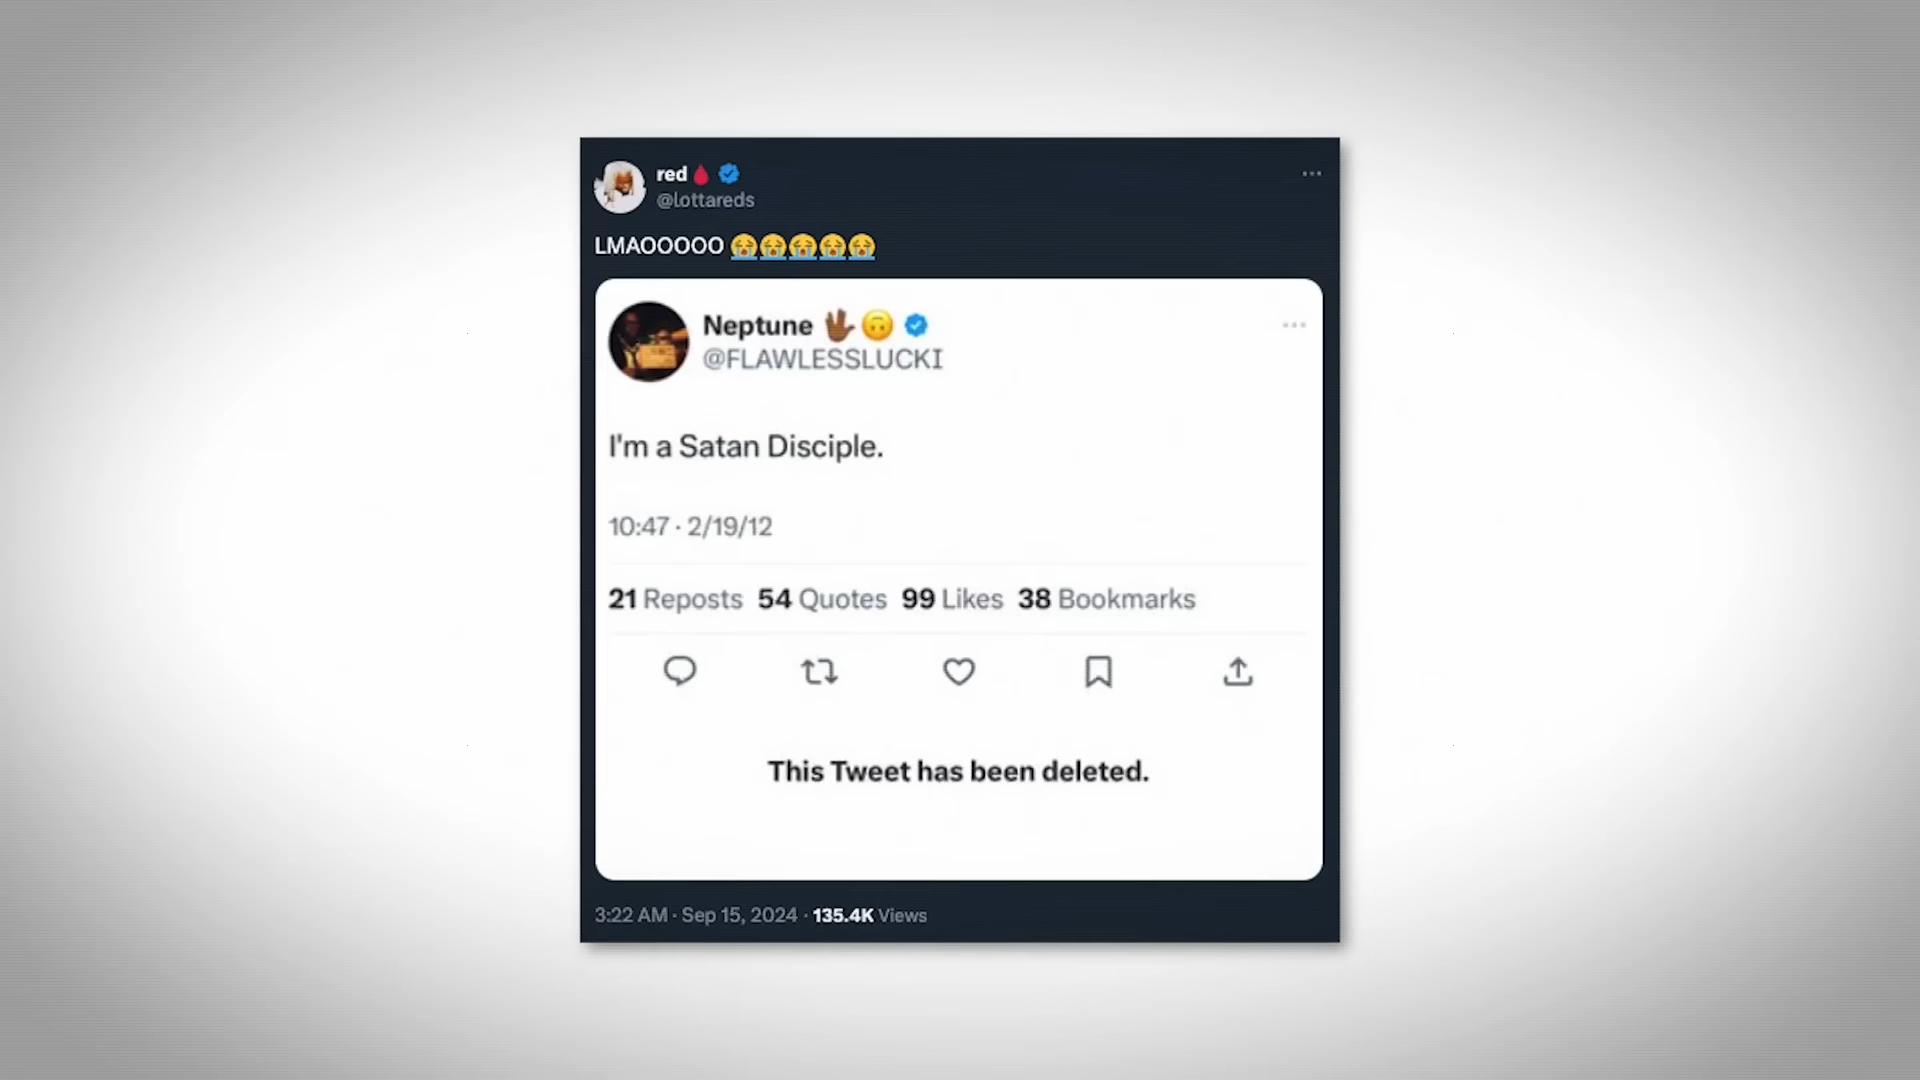 red🩸
@lottareds
LMAOOOOO 😭😭😭😭😭
Neptune 🖖🏾🙃
@FLAWLESSLUCKI
I'm a Satan Disciple.
10:47 · 2/19/12
21 Reposts 54 Quotes 99 Likes 38 Bookmarks
This Tweet has been deleted.
3:22 AM · Sep 15, 2024 · 135.4K Views